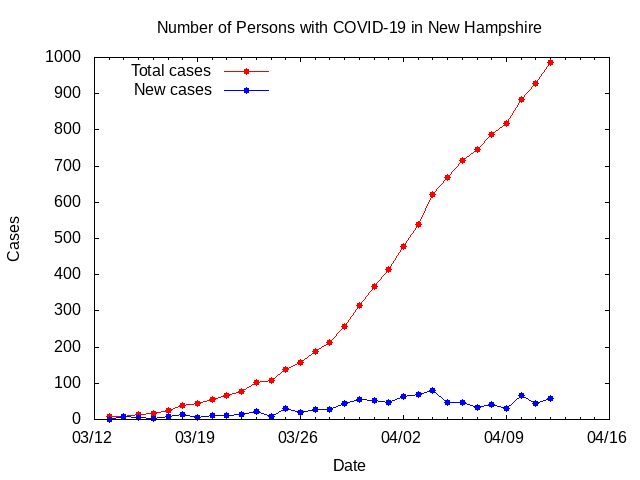 Number of Persons with COVID-19 in New Hampshire
Total cases
New cases
1000
900
800
700
600
500
400
300
200
100
0
Cases
03/12 03/19 03/26 04/02 04/09 04/16
Date